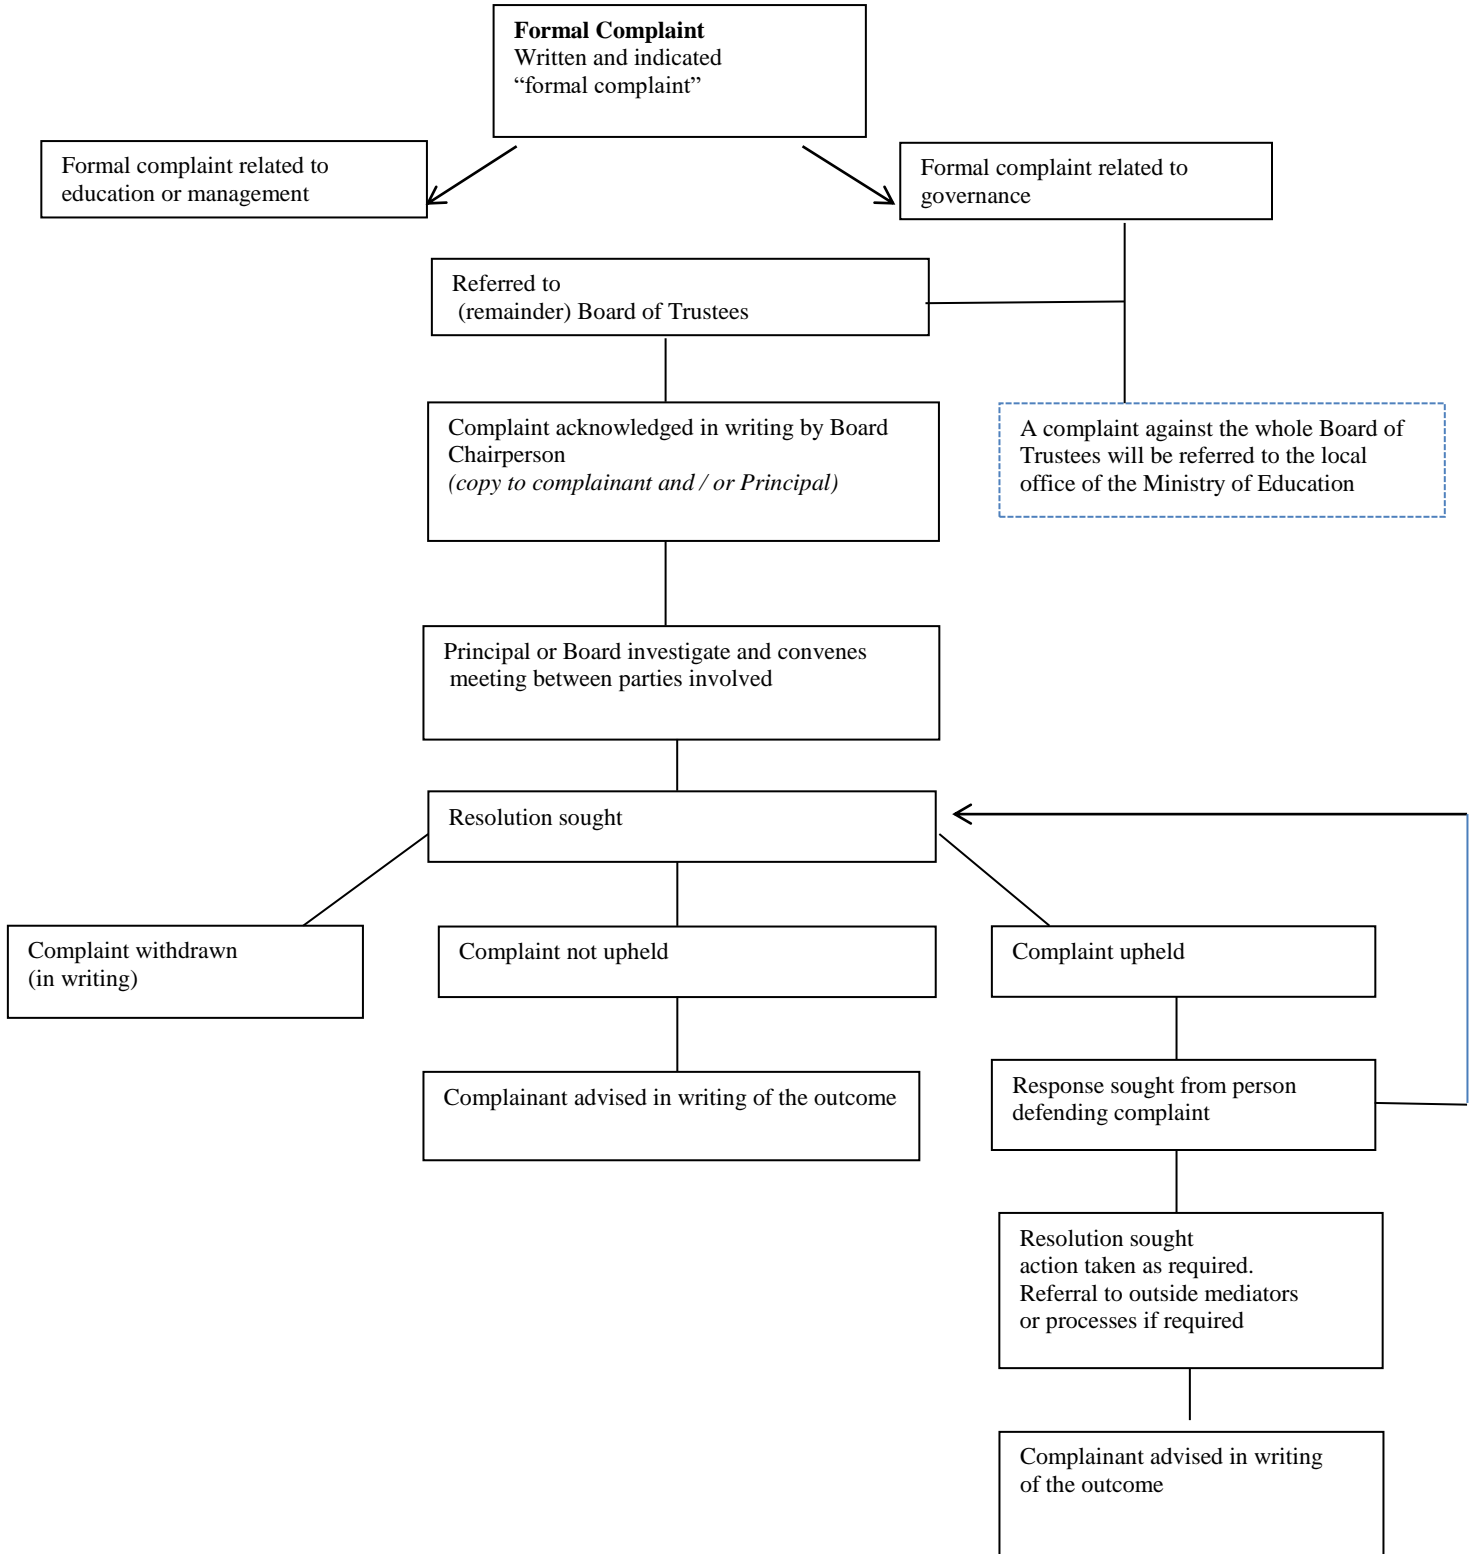 Formal Complaint
Written and indicated
“formal complaint”
Formal complaint related to
education or management
Formal complaint related to
governance
Referred to
(remainder) Board of Trustees
Complaint acknowledged in writing by Board
Chairperson
(copy to complainant and / or Principal)
A complaint against the whole Board of
Trustees will be referred to the local
office of the Ministry of Education
Principal or Board investigate and convenes
meeting between parties involved
Resolution sought
Complaint withdrawn
(in writing)
Complaint not upheld
Complaint upheld
Complainant advised in writing of the outcome
Response sought from person
defending complaint
Resolution sought
action taken as required.
Referral to outside mediators
or processes if required
Complainant advised in writing
of the outcome